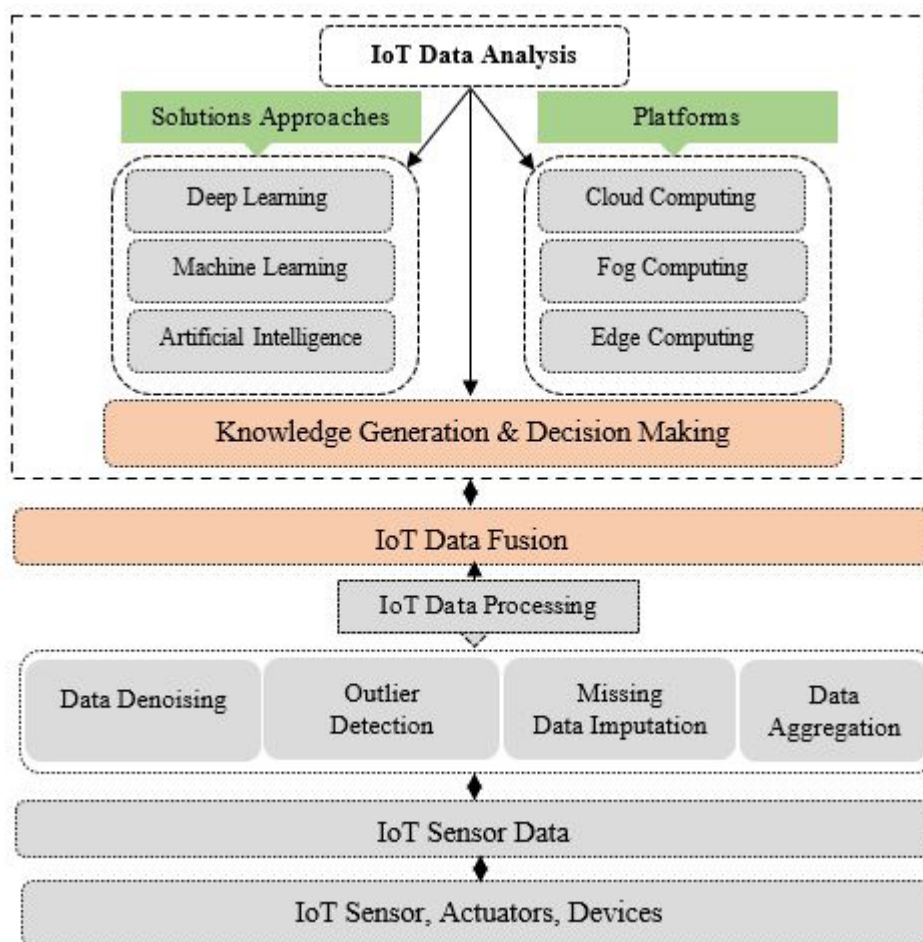 IoT Data Analysis
Solutions Approaches
Platforms
Deep Learning
Machine Learning
Artificial Intelligence
Cloud Computing
Fog Computing
Edge Computing
Knowledge Generation & Decision Making
IoT Data Fusion
IoT Data Processing
Data Denoising
Outlier
Detection
Missing
Data Imputation
Data
Aggregation
IoT Sensor Data
IoT Sensor, Actuators, Devices